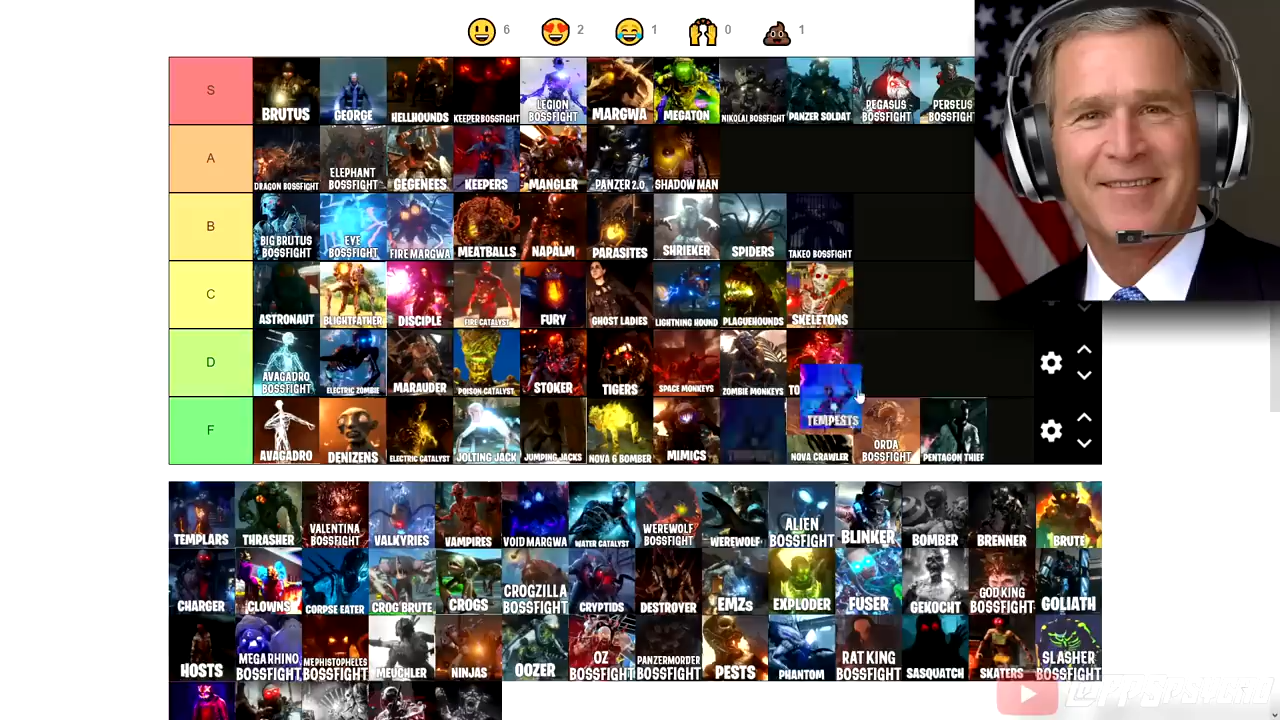 6 2 1 0 1
S BRUTUS GEORGE HELLHOUNDS KEEPER BOSSFIGHT LEGION BOSSFIGHT MARGWA MEGATON NIKOLAI BOSSFIGHT PANZER SOLDAT PEGASUS BOSSFIGHT PERSEUS BOSSFIGHT
A DRAGON BOSSFIGHT ELEPHANT BOSSFIGHT GEGENEES KEEPERS MANGLER PANZER 2.0 SHADOW MAN
B BIG BRUTUS BOSSFIGHT EYE BOSSFIGHT FIRE MARGWA MEATBALLS NAPALM PARASITES SHRIEKER SPIDERS TAKEO BOSSFIGHT
C ASTRONAUT BLIGHTFATHER DISCIPLE FIRE CATALYST FURY GHOST LADIES LIGHTNING HOUND PLAGUEHOUNDS SKELETONS
D AVAGADRO BOSSFIGHT ELECTRIC ZOMBIE MARAUDER POISON CATALYST STOKER TIGERS SPACE MONKEYS ZOMBIE MONKEYS TEMPESTS
F AVAGADRO DENIZENS ELECTRIC CATALYST JOLTING JACK JUMPING JACKS NOVA 6 BOMBER MIMICS NOVA CRAWLER ORDA BOSSFIGHT PENTAGON THIEF
TEMPLARS THRASHER VALENTINA BOSSFIGHT VALKYRIES VAMPIRES VOID MARGWA WATER CATALYST WEREWOLF BOSSFIGHT WEREWOLF ALIEN BOSSFIGHT BLINKER BOMBER BRENNER BRUTE
CHARGER CLOWNS CORPSE EATER CROG BRUTE CROGS CROGZILLA BOSSFIGHT CRYPTIDS DESTROYER EMZs EXPLODER FUSER GEKOCHT GOD KING BOSSFIGHT GOLIATH
HOSTS MEGA RHINO BOSSFIGHT MEPHISTOPHELES BOSSFIGHT MEUCHLER NINJAS OOZER OZ BOSSFIGHT PANZERMORDER BOSSFIGHT PESTS PHANTOM RAT KING BOSSFIGHT SASQUATCH SKATERS SLASHER BOSSFIGHT